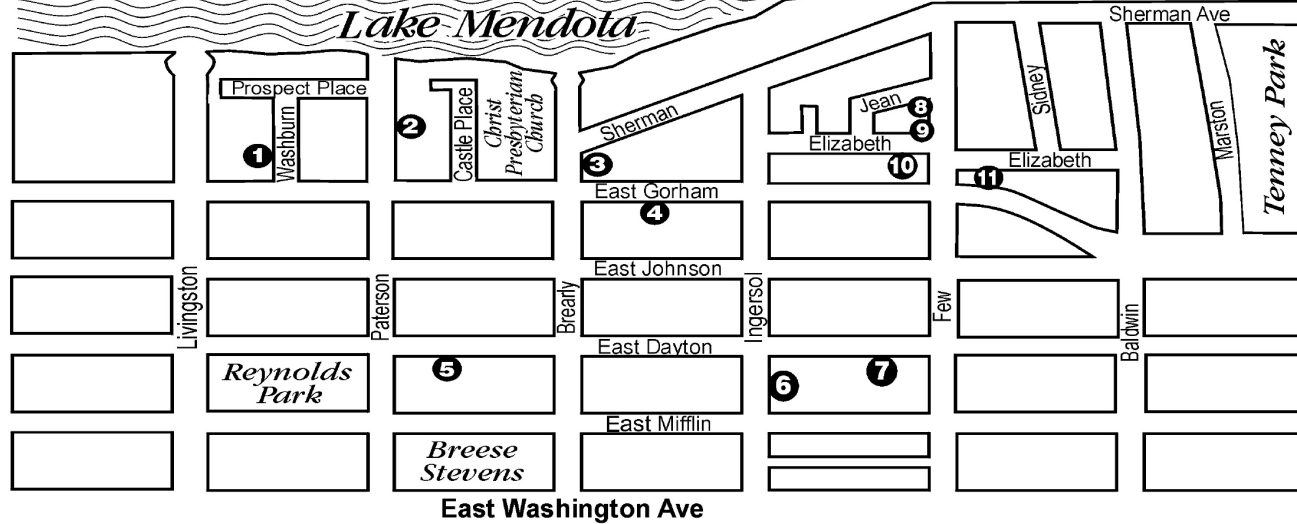 Lake Mendota
Sherman Ave
Prospect Place
Washburn
Castle Place
Christ
Presbyterian
Church
Sherman
Jean
Sidney
Marston
Tenney Park
1
2
3
8
9
Elizabeth
10
Elizabeth
11
East Gorham
4
East Johnson
Livingston
Paterson
Brearly
Ingersol
Few
Baldwin
East Dayton
Reynolds
Park
5
6
7
East Mifflin
Breese
Stevens
East Washington Ave